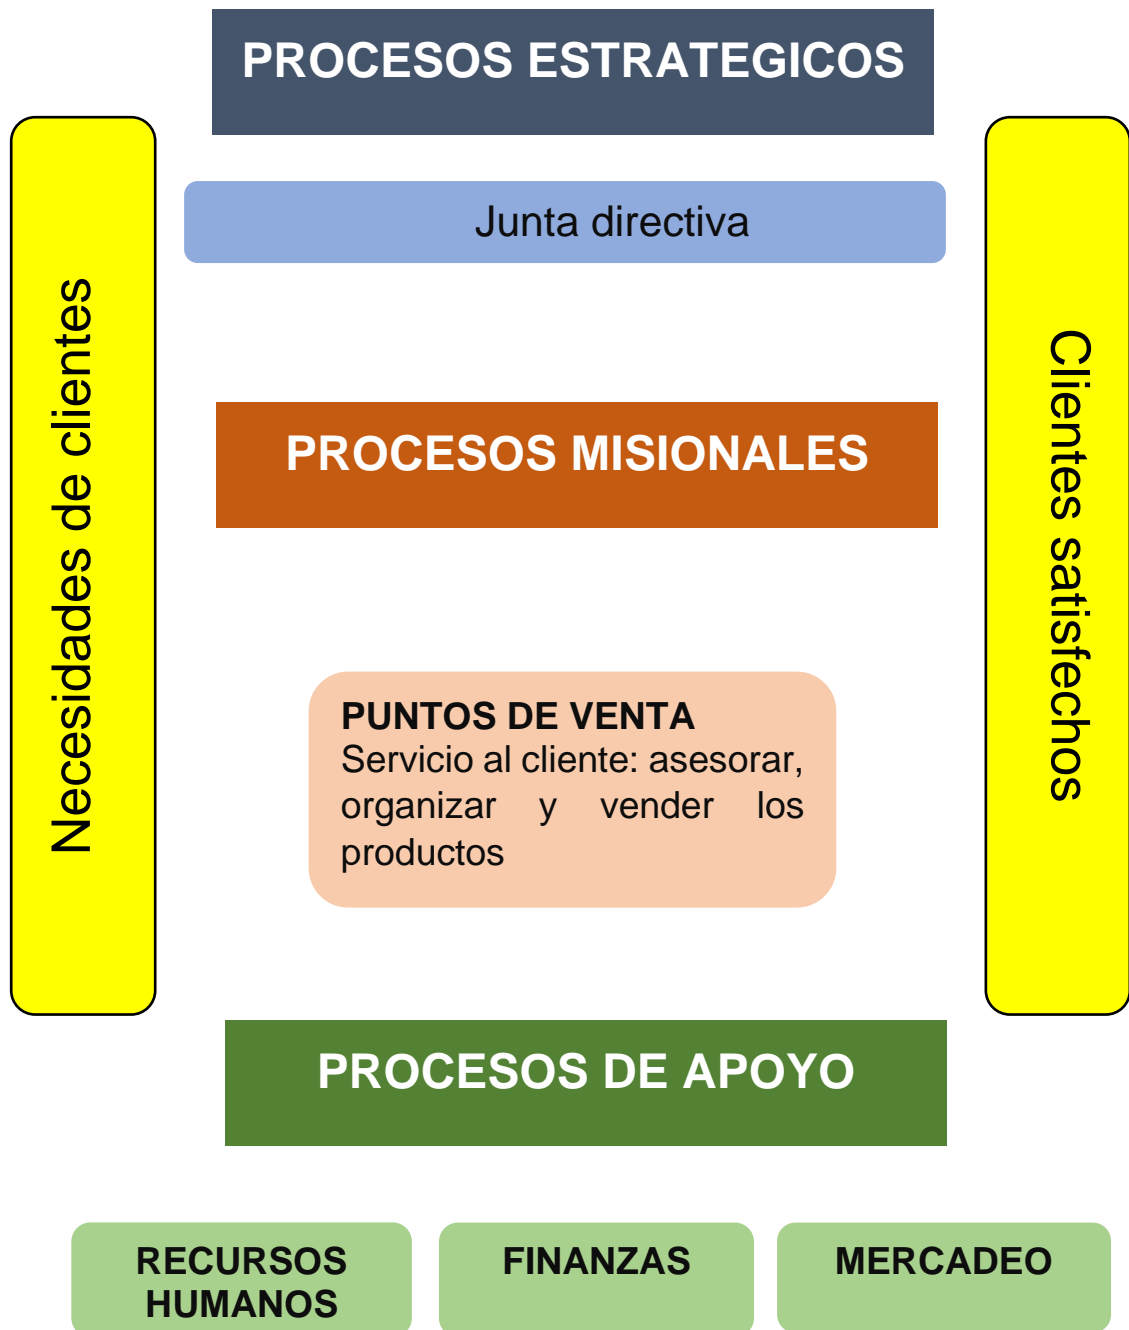 PROCESOS ESTRATEGICOS
Junta directiva
Necesidades de clientes
Clientes satisfechos
PROCESOS MISIONALES
PUNTOS DE VENTA
Servicio al cliente: asesorar,
organizar y vender los
productos
PROCESOS DE APOYO
RECURSOS
HUMANOS
FINANZAS
MERCADEO